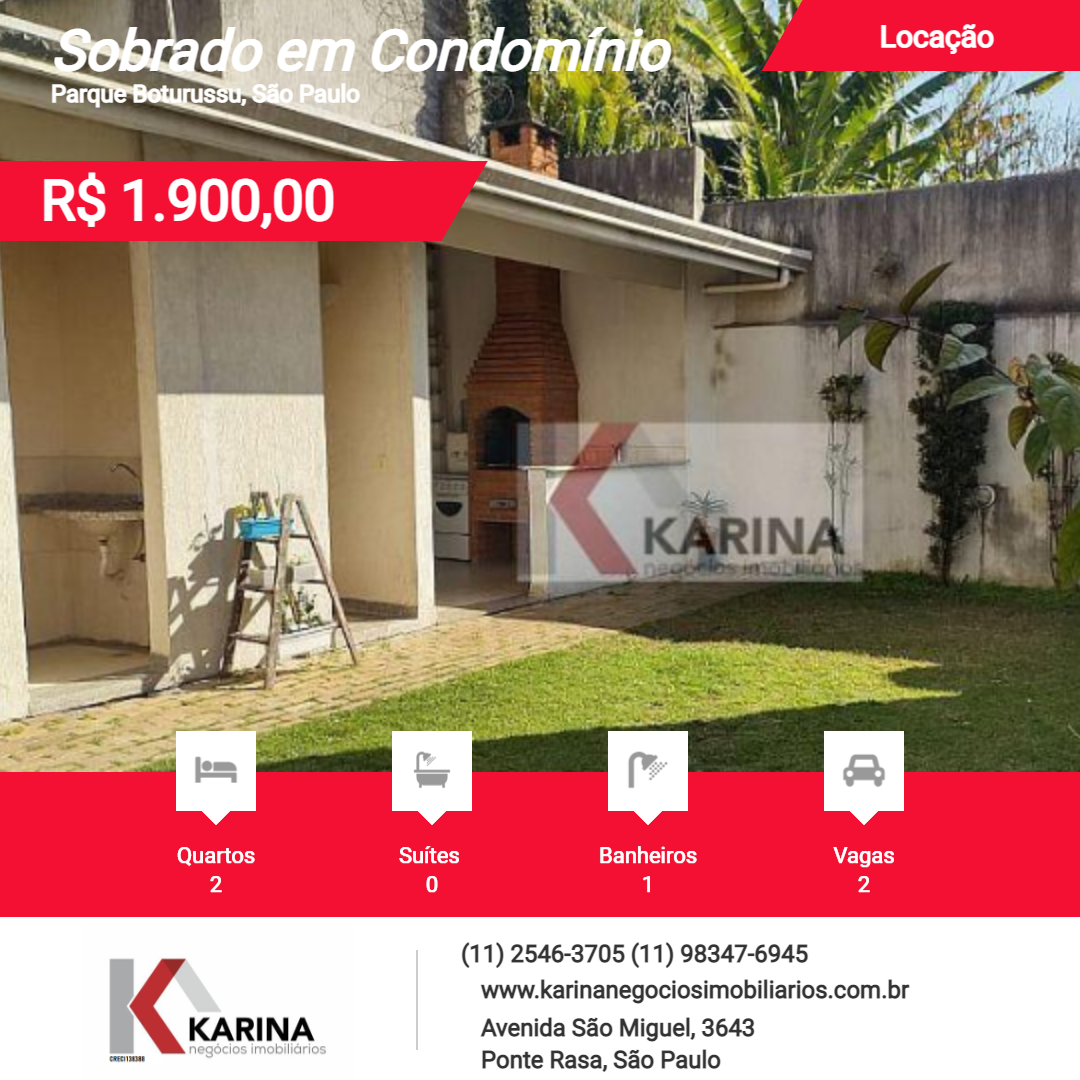 Sobrado em Condomínio
Locação
Parque Boturussu, São Paulo
R$ 1.900,00
KARINA
negócios imobiliários
Quartos
2
Suítes
0
Banheiros
1
Vagas
2
(11) 2546-3705 (11) 98347-6945
www.karinanegociosimobiliarios.com.br
Avenida São Miguel, 3643
Ponte Rasa, São Paulo
KARINA
negócios imobiliários
CRECI 138388